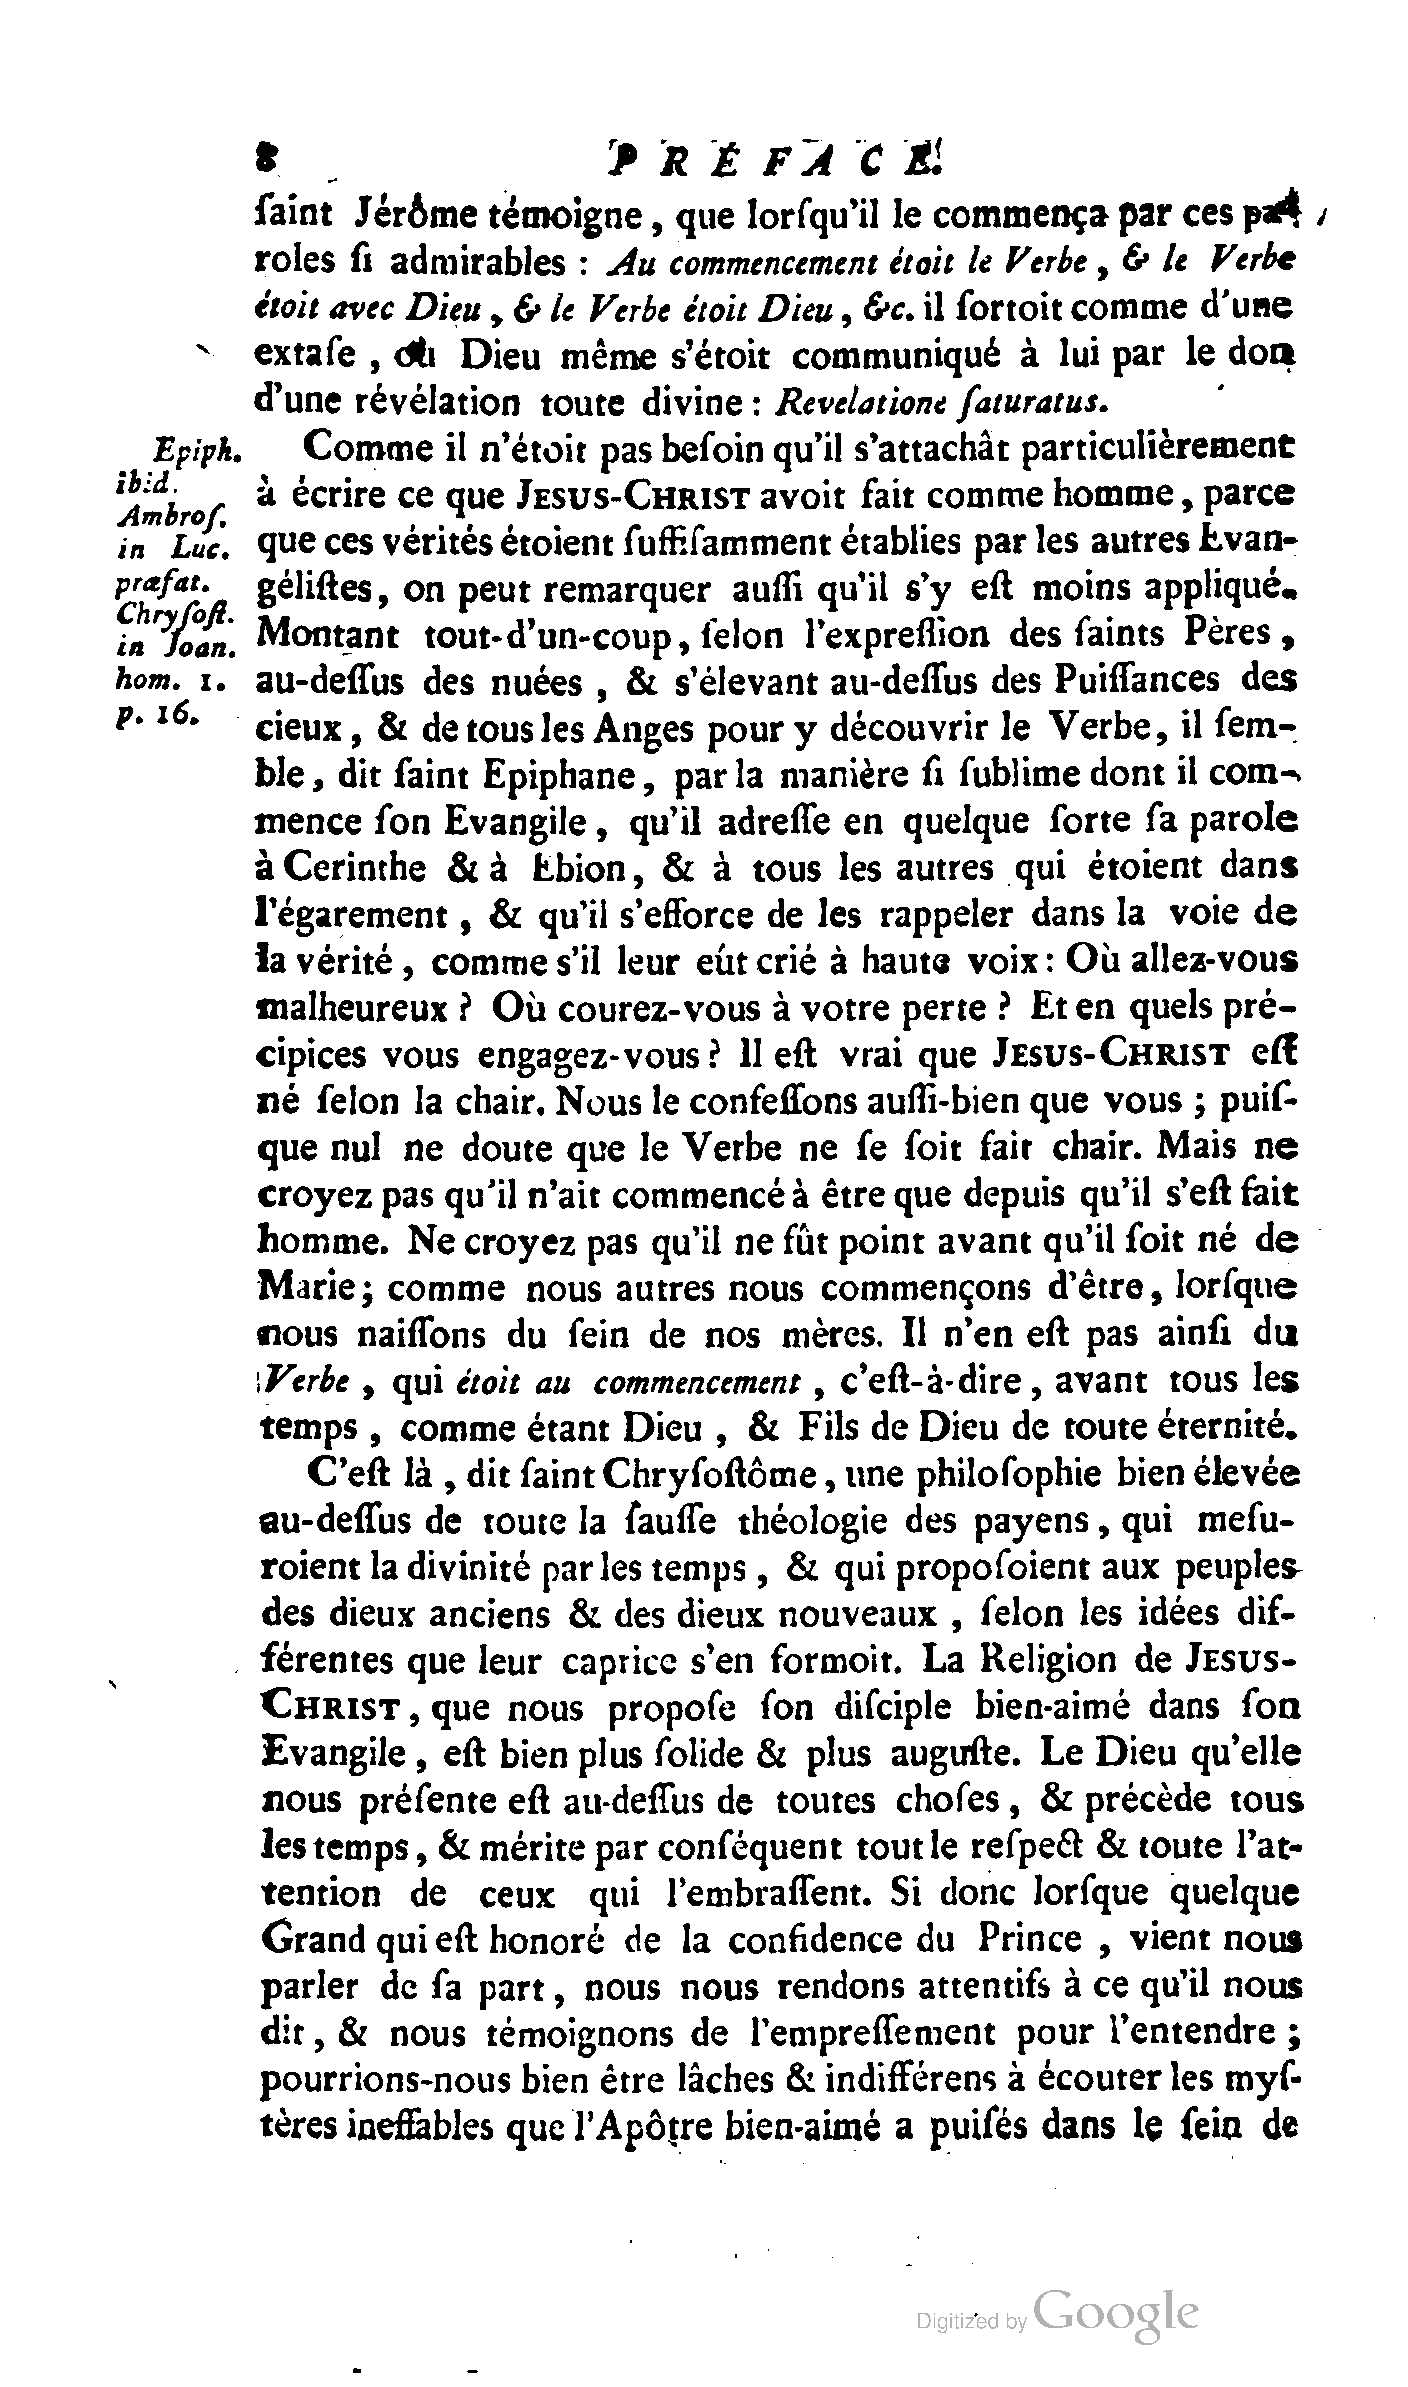 8 PRÉFACE.
ſaint Jérôme témoigne, que lorſqu'il le commença par ces pa-
roles ſi admirables : Au commencement étoit le Verbe, & le Verbe
étoit avec Dieu, & le Verbe étoit Dieu, &c. il ſortoit comme d'une
extaſe, où Dieu même s'étoit communiqué à lui par le don
d'une révélation toute divine : Revelatione ſaturatus.
Epiph.
ibid.
Ambroſ.
in Luc.
præfat.
Chryſoſt.
in Joan.
hom. 1.
p. 16.
Comme il n'étoit pas beſoin qu'il s'attachât particulièrement
à écrire ce que JESUS-CHRIST avoit fait comme homme, parce
que ces vérités étoient ſuffiſamment établies par les autres Evan-
géliſtes, on peut remarquer auſſi qu'il s'y eſt moins appliqué.
Montant tout-d'un-coup, ſelon l'expreſſion des ſaints Pères,
au-deſſus des nuées, & s'élevant au-deſſus des Puiſſances des
cieux, & de tous les Anges pour y découvrir le Verbe, il ſem-
ble, dit ſaint Epiphane, par la manière ſi ſublime dont il com-
mence ſon Evangile, qu'il adreſſe en quelque ſorte ſa parole
à Cerinthe & à Ebion, & à tous les autres qui étoient dans
l'égarement, & qu'il s'efforce de les rappeler dans la voie de
la vérité, comme s'il leur eût crié à haute voix : Où allez-vous
malheureux ? Où courez-vous à votre perte ? Et en quels pré-
cipices vous engagez-vous ? Il eſt vrai que JESUS-CHRIST eſt
né ſelon la chair. Nous le confeſſons auſſi-bien que vous ; puiſ-
que nul ne doute que le Verbe ne ſe ſoit fait chair. Mais ne
croyez pas qu'il n'ait commencé à être que depuis qu'il s'eſt fait
homme. Ne croyez pas qu'il ne fût point avant qu'il ſoit né de
Marie ; comme nous autres nous commençons d'être, lorſque
nous naiſſons du ſein de nos mères. Il n'en eſt pas ainſi du
Verbe, qui étoit au commencement, c'eſt-à-dire, avant tous les
temps, comme étant Dieu, & Fils de Dieu de toute éternité.
C'eſt là, dit ſaint Chryſoſtôme, une philoſophie bien élevée
au-deſſus de toute la fauſſe théologie des payens, qui meſu-
roient la divinité par les temps, & qui propoſoient aux peuples
des dieux anciens & des dieux nouveaux, ſelon les idées dif-
férentes que leur caprice s'en formoit. La Religion de JESUS-
CHRIST, que nous propoſe ſon diſciple bien-aimé dans ſon
Evangile, eſt bien plus ſolide & plus auguſte. Le Dieu qu'elle
nous préſente eſt au-deſſus de toutes choſes, & précède tous
les temps, & mérite par conſéquent tout le reſpect & toute l'at-
tention de ceux qui l'embraſſent. Si donc lorſque quelque
Grand qui eſt honoré de la confidence du Prince, vient nous
parler de ſa part, nous nous rendons attentifs à ce qu'il nous
dit, & nous témoignons de l'empreſſement pour l'entendre ;
pourrions-nous bien être lâches & indifférens à écouter les myſ-
tères ineffables que l'Apôtre bien-aimé a puiſés dans le ſein de
Digitized by Google